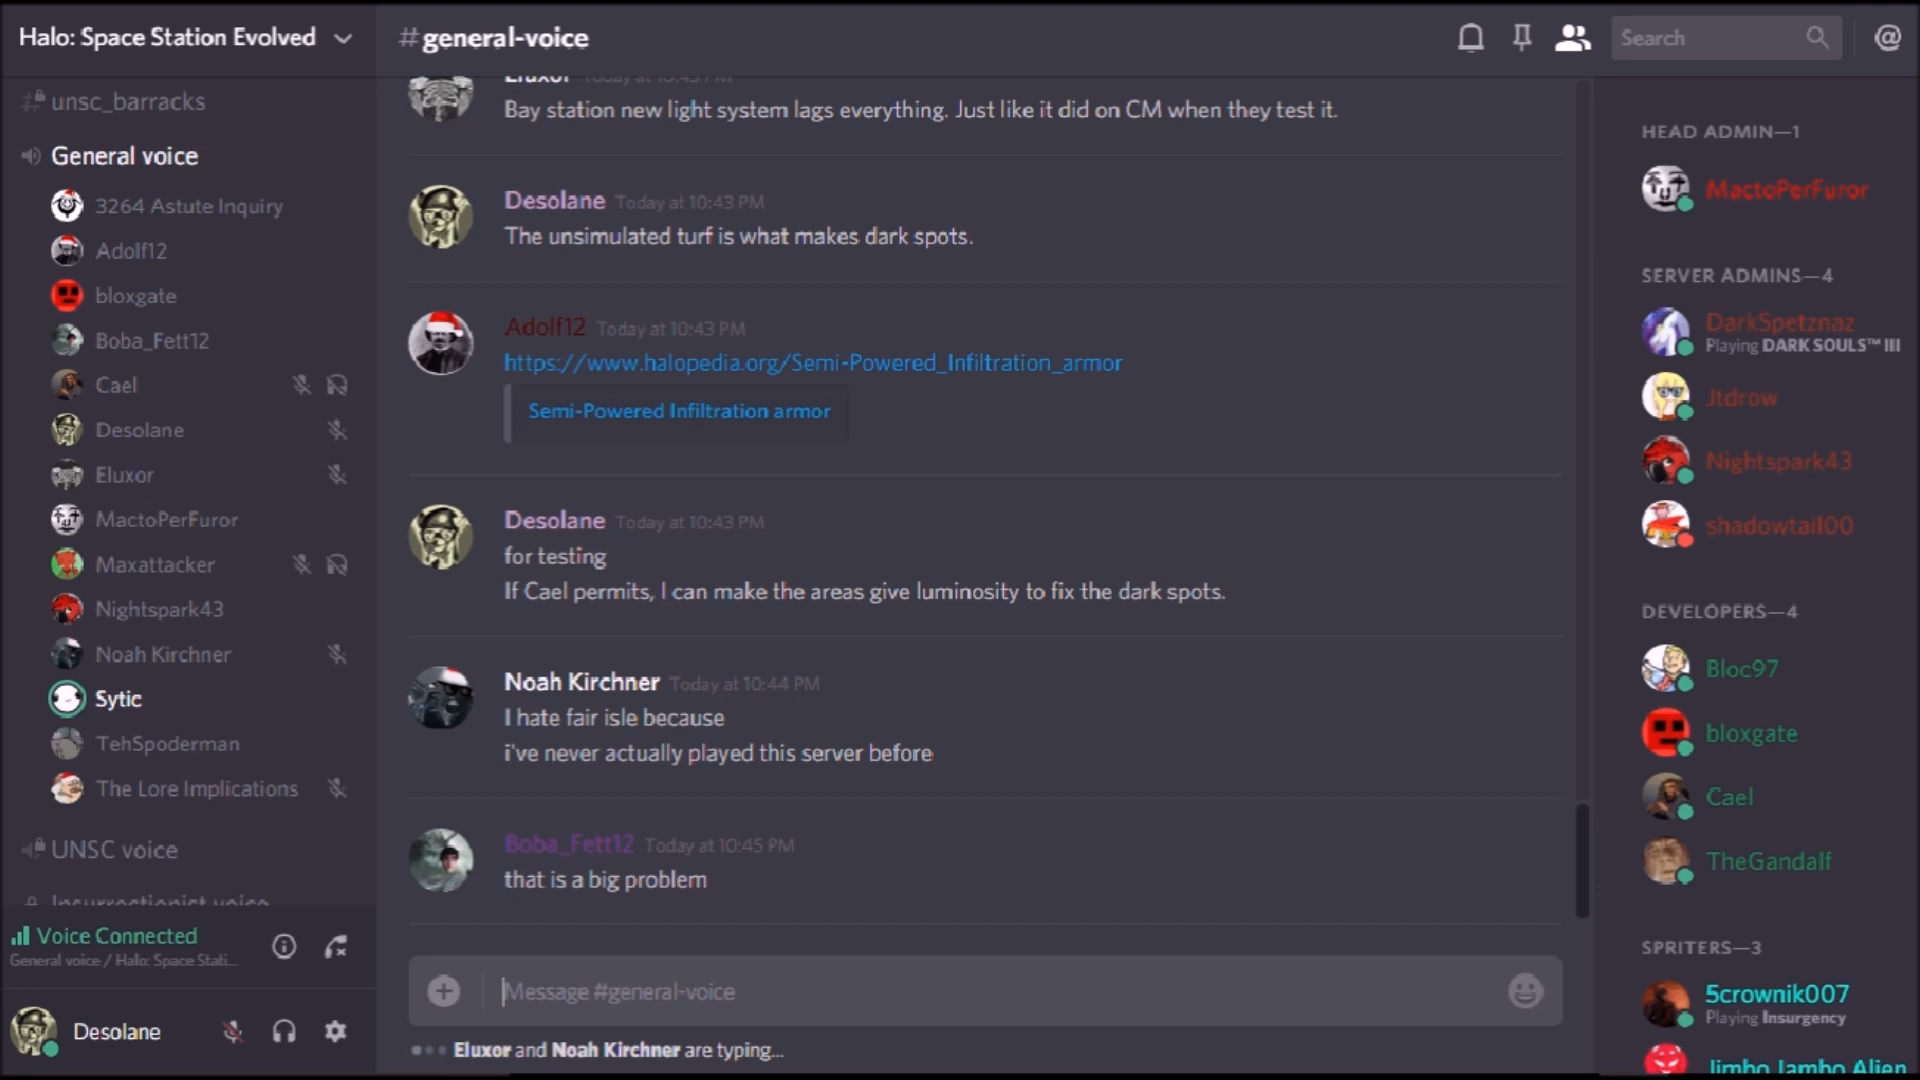 Halo: Space Station Evolved
unsc_barracks
General voice
3264 Astute Inquiry
Adolf12
bloxgate
Boba_Fett12
Cael
Desolane
Eluxor
MactoPerFuror
Maxattacker
Nightspark43
Noah Kirchner
Sytic
TehSpoderman
The Lore Implications
UNSC voice
Insurrectionist voice
Voice Connected
General voice / Halo: Space Stati...
Desolane
#general-voice
Search
Eluxor Today at 10:43 PM
Bay station new light system lags everything. Just like it did on CM when they test it.
Desolane Today at 10:43 PM
The unsimulated turf is what makes dark spots.
Adolf12 Today at 10:43 PM
https://www.halopedia.org/Semi-Powered_Infiltration_armor
Semi-Powered Infiltration armor
Desolane Today at 10:43 PM
for testing
If Cael permits, I can make the areas give luminosity to fix the dark spots.
Noah Kirchner Today at 10:44 PM
I hate fair isle because
i've never actually played this server before
Boba_Fett12 Today at 10:45 PM
that is a big problem
Message #general-voice
Eluxor and Noah Kirchner are typing...
HEAD ADMIN—1
MactoPerFuror
SERVER ADMINS—4
DarkSpetznaz
Playing DARK SOULS™ III
Jtdrow
Nightspark43
shadowtail00
DEVELOPERS—4
Bloc97
bloxgate
Cael
TheGandalf
SPRITERS—3
5crownik007
Playing Insurgency
Jimbo Jambo Alien